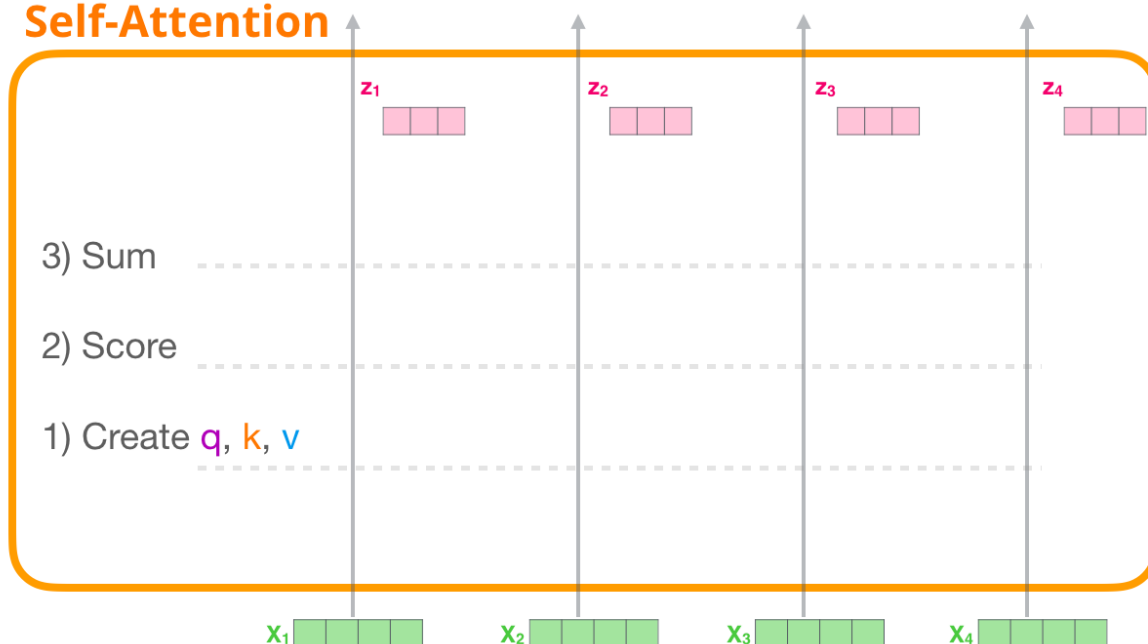 Self-Attention
z₁ z₂ z₃ z₄
3) Sum
2) Score
1) Create q, k, v
x₁ x₂ x₃ x₄